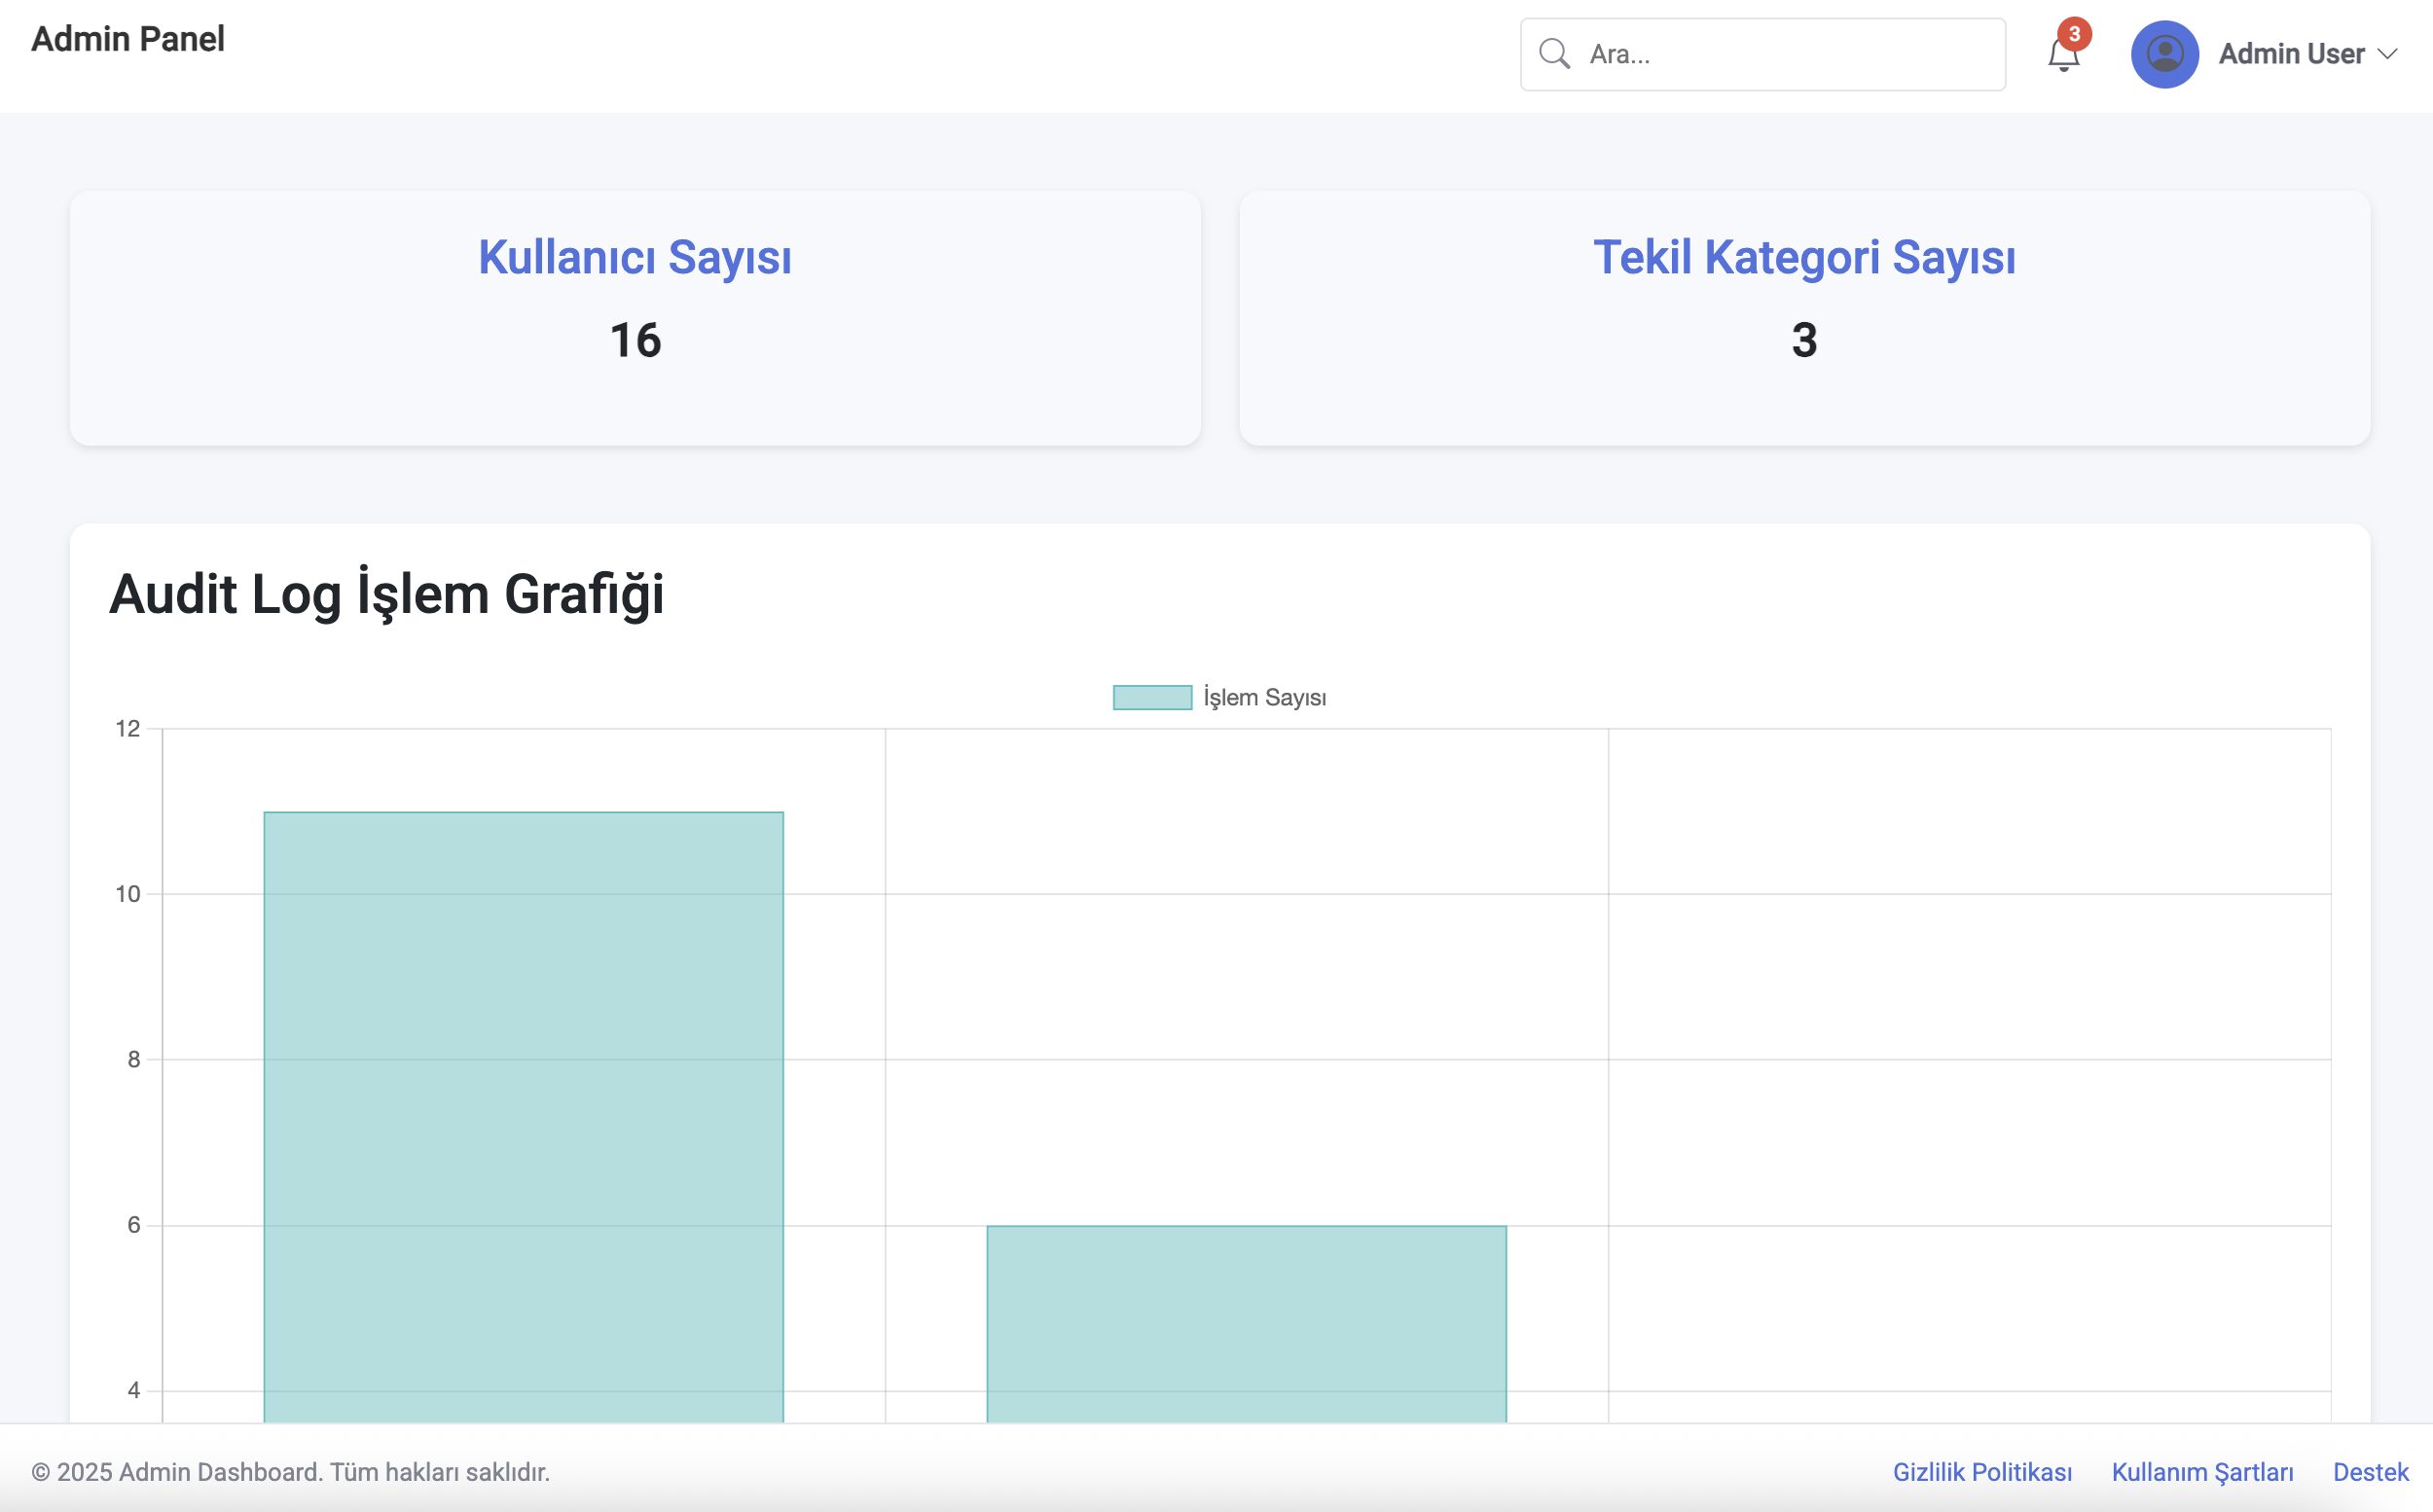 Admin Panel
Ara...
3
Admin User
Kullanıcı Sayısı
16
Tekil Kategori Sayısı
3
Audit Log İşlem Grafiği
İşlem Sayısı
12
10
8
6
4
© 2025 Admin Dashboard. Tüm hakları saklıdır.
Gizlilik Politikası
Kullanım Şartları
Destek